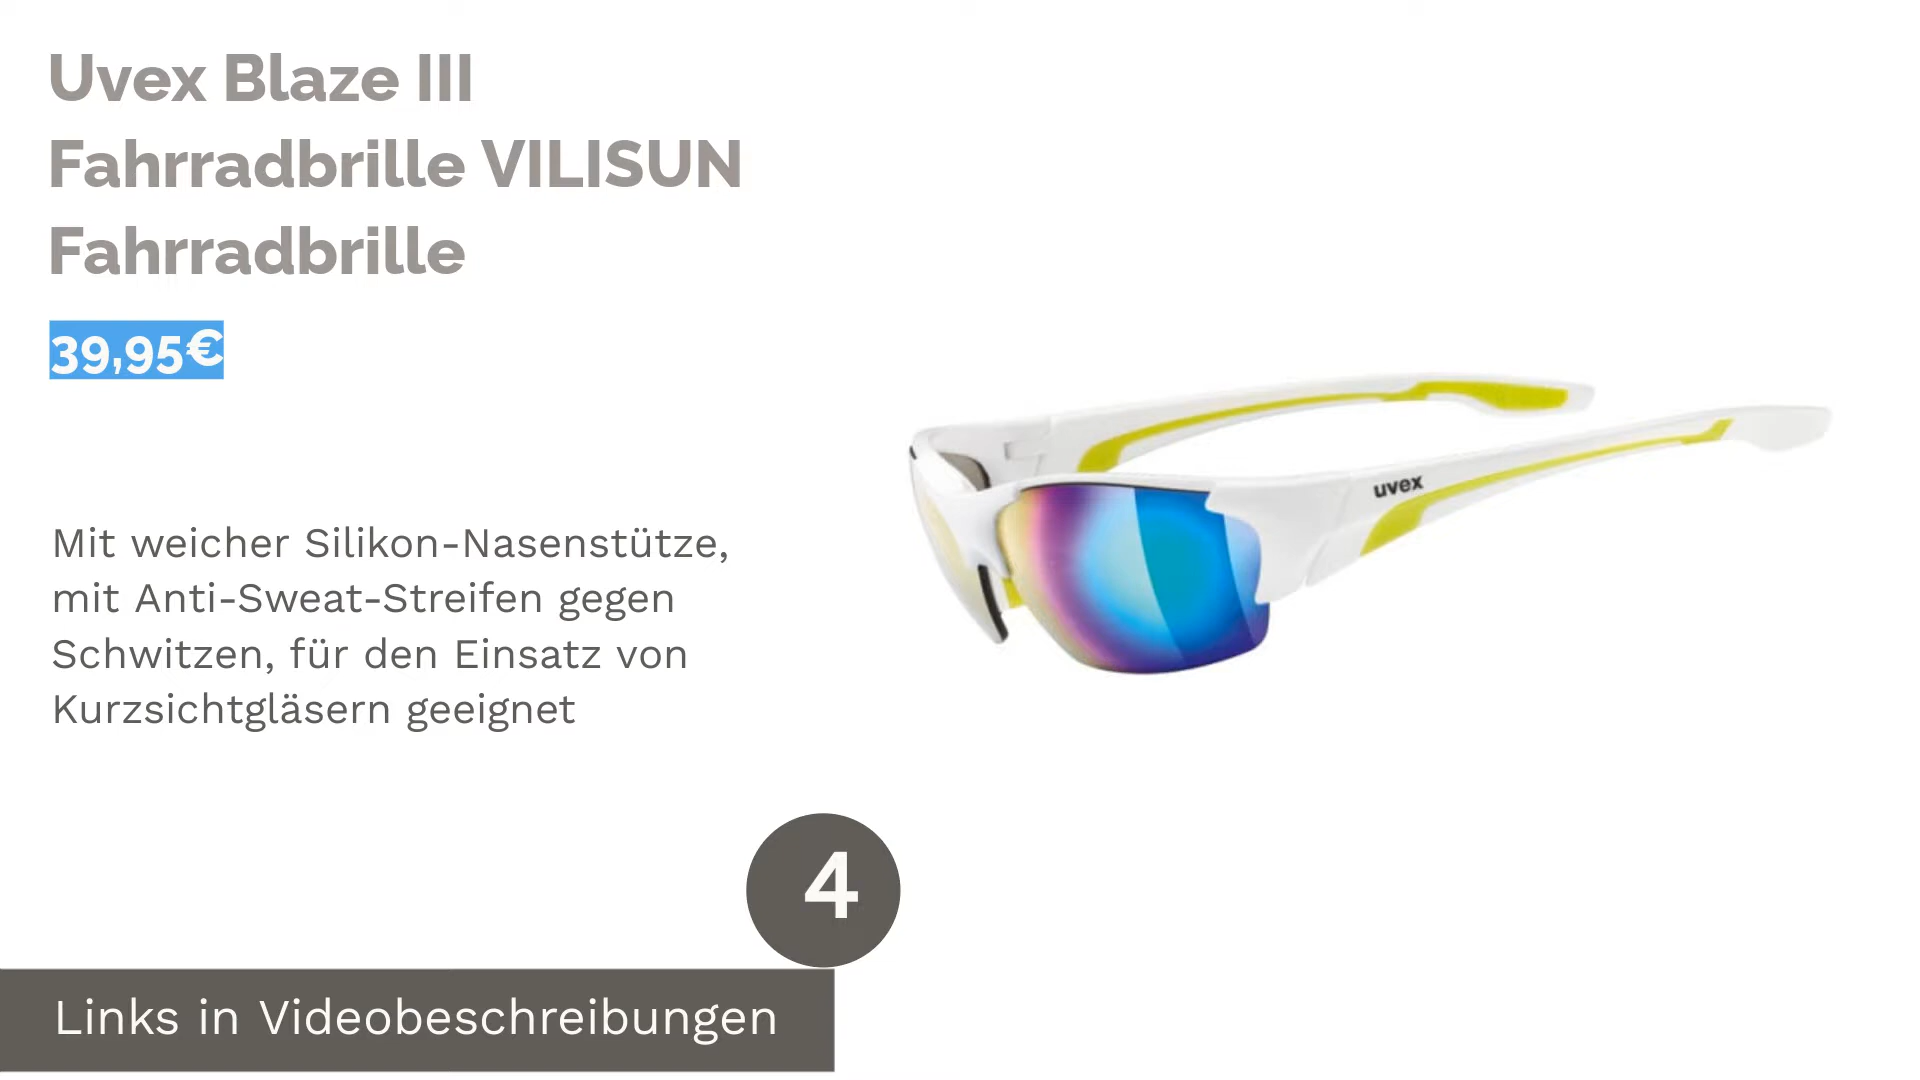 Uvex Blaze III
Fahrradbrille VILISUN
Fahrradbrille
39,95€
Mit weicher Silikon-Nasenstütze,
mit Anti-Sweat-Streifen gegen
Schwitzen, für den Einsatz von
Kurzsichtgläsern geeignet
uvex
4
Links in Videobeschreibungen